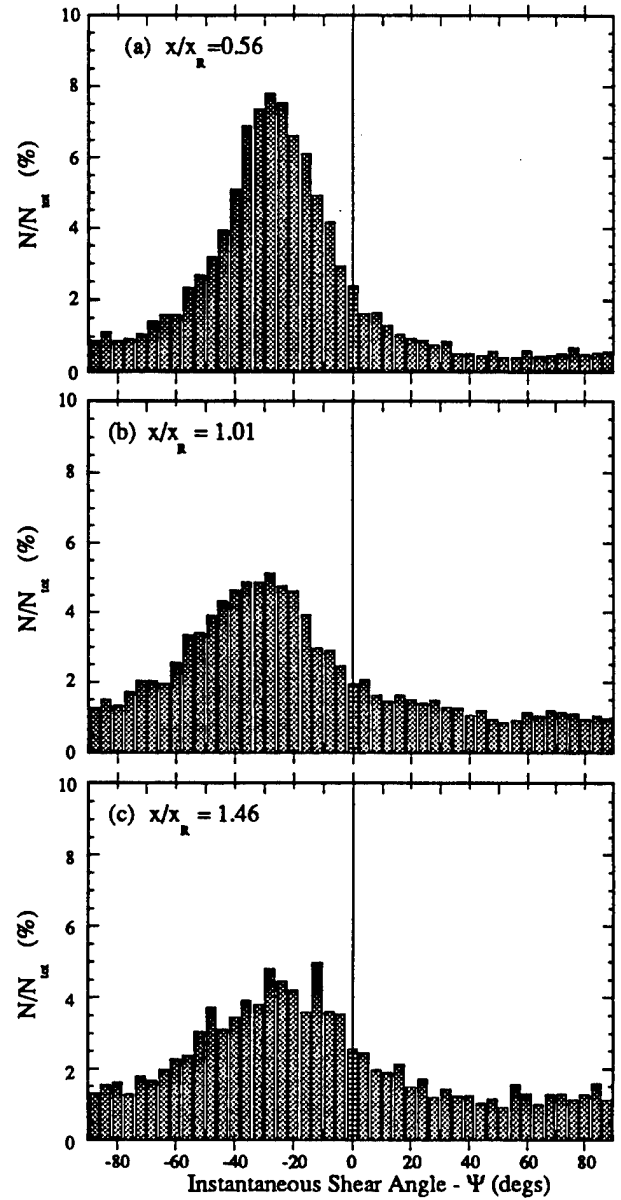 10
(a) x/x_R =0.56
8
6
N/N_tot (%)
4
2
0
10
(b) x/x_R = 1.01
8
6
N/N_tot (%)
4
2
0
10
(c) x/x_R = 1.46
8
6
N/N_tot (%)
4
2
0
-80 -60 -40 -20 0 20 40 60 80
Instantaneous Shear Angle - Ψ (degs)